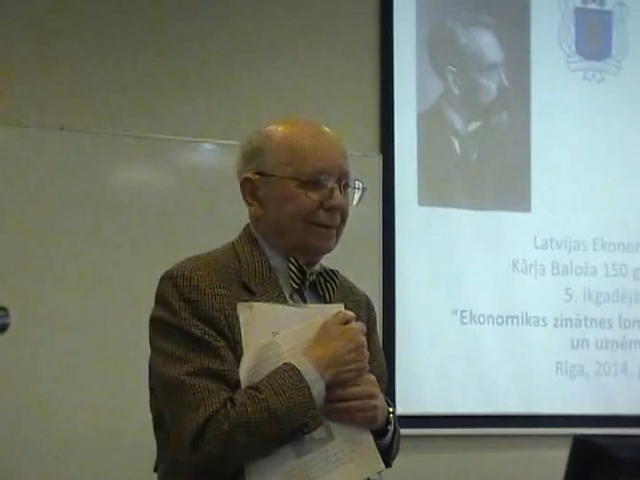 Latvijas Ekonom
Kārļa Baloža 150 g
5. Ikgadējā
"Ekonomikas zinātnes lom
un uzņēm
Rīga, 2014.